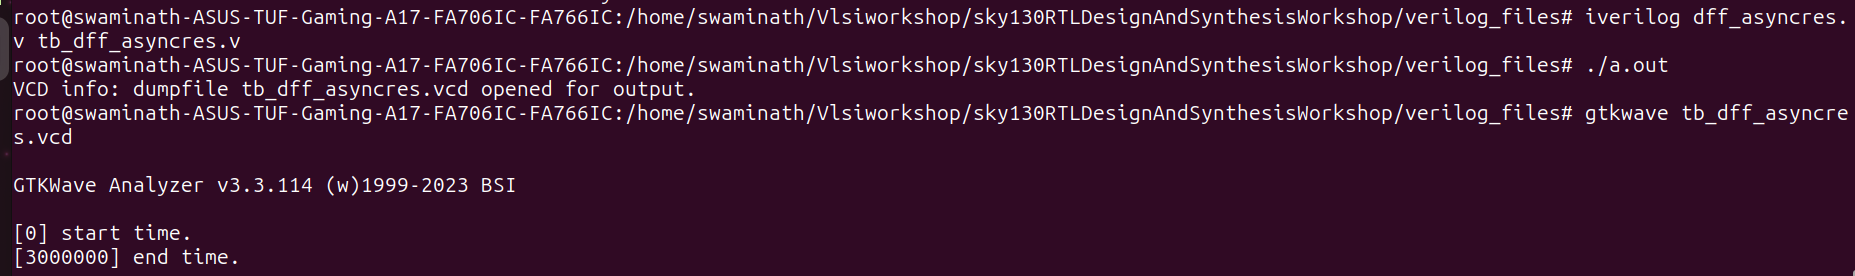 root@swaminath-ASUS-TUF-Gaming-A17-FA706IC-FA766IC:/home/swaminath/Vlsiworkshop/sky130RTLDesignAndSynthesisWorkshop/verilog_files# iverilog dff_asyncres.
v tb_dff_asyncres.v
root@swaminath-ASUS-TUF-Gaming-A17-FA706IC-FA766IC:/home/swaminath/Vlsiworkshop/sky130RTLDesignAndSynthesisWorkshop/verilog_files# ./a.out
VCD info: dumpfile tb_dff_asyncres.vcd opened for output.
root@swaminath-ASUS-TUF-Gaming-A17-FA706IC-FA766IC:/home/swaminath/Vlsiworkshop/sky130RTLDesignAndSynthesisWorkshop/verilog_files# gtkwave tb_dff_asyncre
s.vcd
GTKWave Analyzer v3.3.114 (w)1999-2023 BSI
[0] start time.
[3000000] end time.